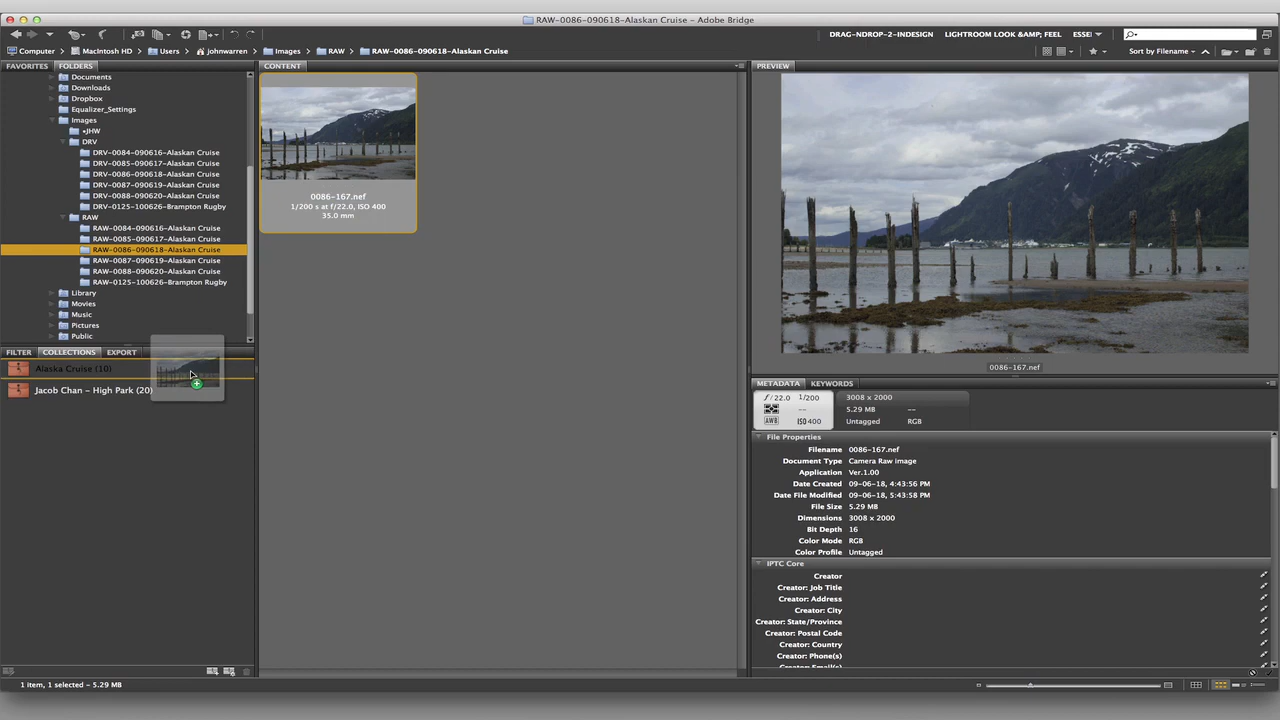 RAW-0086-090618-Alaskan Cruise - Adobe Bridge
DRAG-NDROP-2-INDESIGN LIGHTROOM LOOK &AMP; FEEL ESSEI
Computer MacIntosh HD Users johnwarren Images RAW RAW-0086-090618-Alaskan Cruise
Sort by Filename
FAVORITES FOLDERS
Documents
Downloads
Dropbox
Equalizer_Settings
Images
•JHW
DRV
DRV-0084-090616-Alaskan Cruise
DRV-0085-090617-Alaskan Cruise
DRV-0086-090618-Alaskan Cruise
DRV-0087-090619-Alaskan Cruise
DRV-0088-090620-Alaskan Cruise
DRV-0125-100626-Brampton Rugby
RAW
RAW-0084-090616-Alaskan Cruise
RAW-0085-090617-Alaskan Cruise
RAW-0086-090618-Alaskan Cruise
RAW-0087-090619-Alaskan Cruise
RAW-0088-090620-Alaskan Cruise
RAW-0125-100626-Brampton Rugby
Library
Movies
Music
Pictures
Public
FILTER COLLECTIONS EXPORT
Alaska Cruise (10)
Jacob Chan - High Park (20)
CONTENT
0086-167.nef
1/200 s at f/22.0, ISO 400
35.0 mm
PREVIEW
0086-167.nef
METADATA KEYWORDS
f/22.0 1/200
--
AWB ISO 400
3008 x 2000
5.29 MB --
Untagged RGB
File Properties
Filename 0086-167.nef
Document Type Camera Raw image
Application Ver.1.00
Date Created 09-06-18, 4:43:56 PM
Date File Modified 09-06-18, 5:43:58 PM
File Size 5.29 MB
Dimensions 3008 x 2000
Bit Depth 16
Color Mode RGB
Color Profile Untagged
IPTC Core
Creator
Creator: Job Title
Creator: Address
Creator: City
Creator: State/Province
Creator: Postal Code
Creator: Country
Creator: Phone(s)
Creator: Email(s)
1 item, 1 selected - 5.29 MB